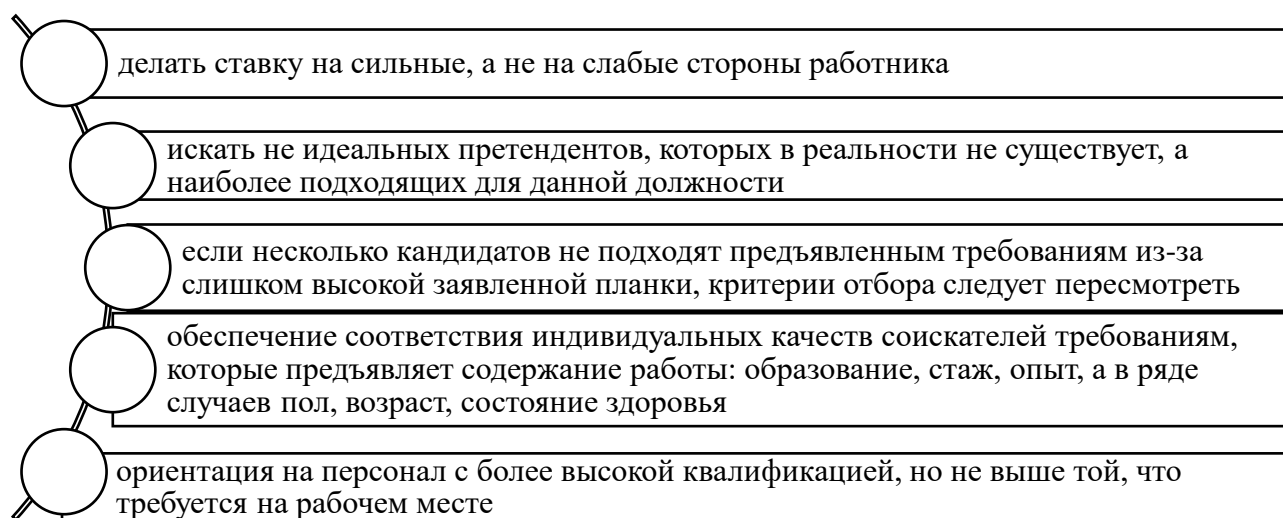 делать ставку на сильные, а не на слабые стороны работника
искать не идеальных претендентов, которых в реальности не существует, а
наиболее подходящих для данной должности
если несколько кандидатов не подходят предъявленным требованиям из-за
слишком высокой заявленной планки, критерии отбора следует пересмотреть
обеспечение соответствия индивидуальных качеств соискателей требованиям,
которые предъявляет содержание работы: образование, стаж, опыт, а в ряде
случаев пол, возраст, состояние здоровья
ориентация на персонал с более высокой квалификацией, но не выше той, что
требуется на рабочем месте